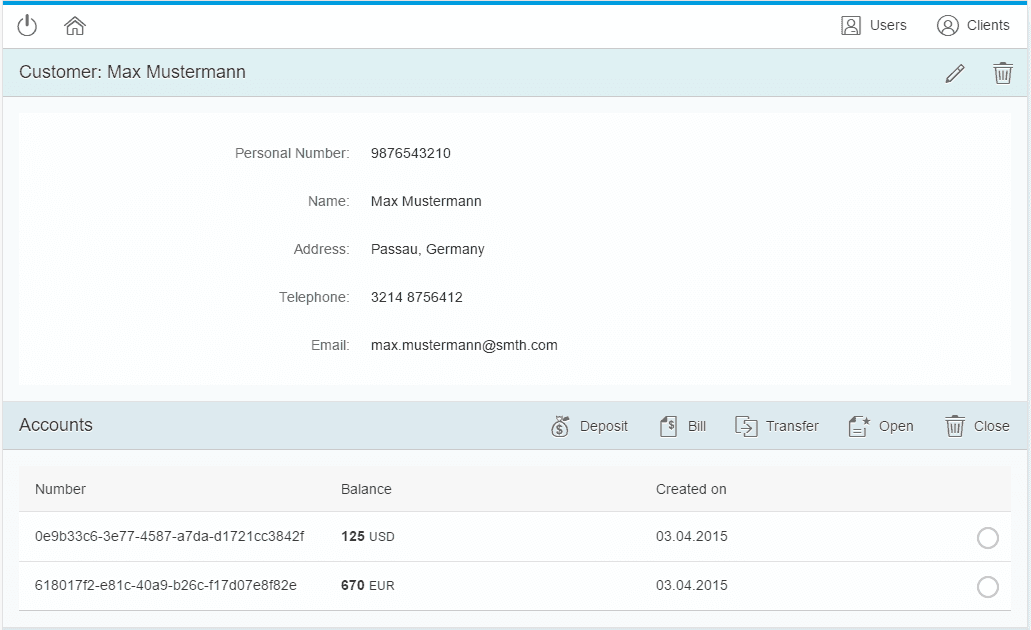 Users Clients
Customer: Max Mustermann
Personal Number: 9876543210
Name: Max Mustermann
Address: Passau, Germany
Telephone: 3214 8756412
Email: max.mustermann@smth.com
Accounts Deposit Bill Transfer Open Close
Number Balance Created on
0e9b33c6-3e77-4587-a7da-d1721cc3842f 125 USD 03.04.2015
618017f2-e81c-40a9-b26c-f17d07e8f82e 670 EUR 03.04.2015